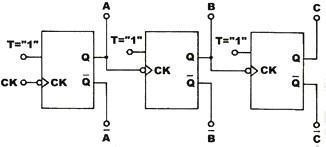 A B C
T="1" T="1" T="1"
Q Q Q
CK CK CK CK
Q̅ Q̅ Q̅
A̅ B̅ C̅